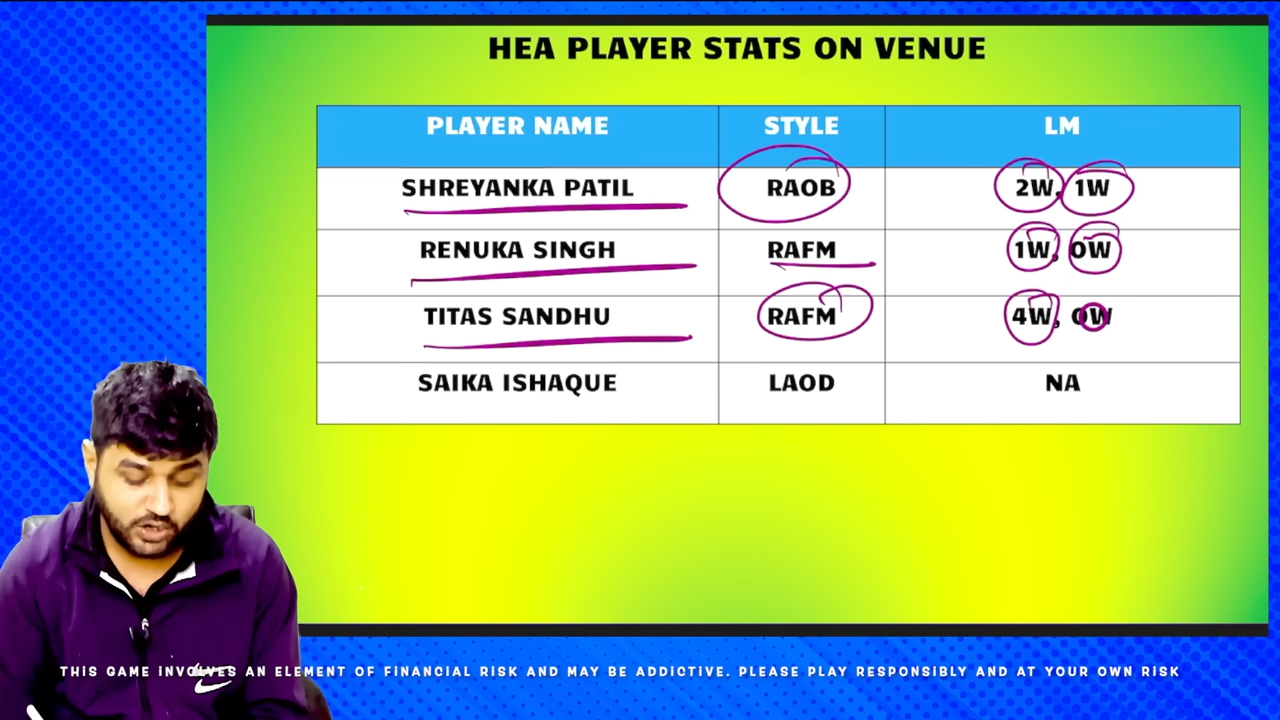 HEA PLAYER STATS ON VENUE
PLAYER NAME STYLE LM
SHREYANKA PATIL RAOB 2W, 1W
RENUKA SINGH RAFM 1W, 0W
TITAS SANDHU RAFM 4W, 0W
SAIKA ISHAQUE LAOD NA
THIS GAME INVOLVES AN ELEMENT OF FINANCIAL RISK AND MAY BE ADDICTIVE. PLEASE PLAY RESPONSIBLY AND AT YOUR OWN RISK